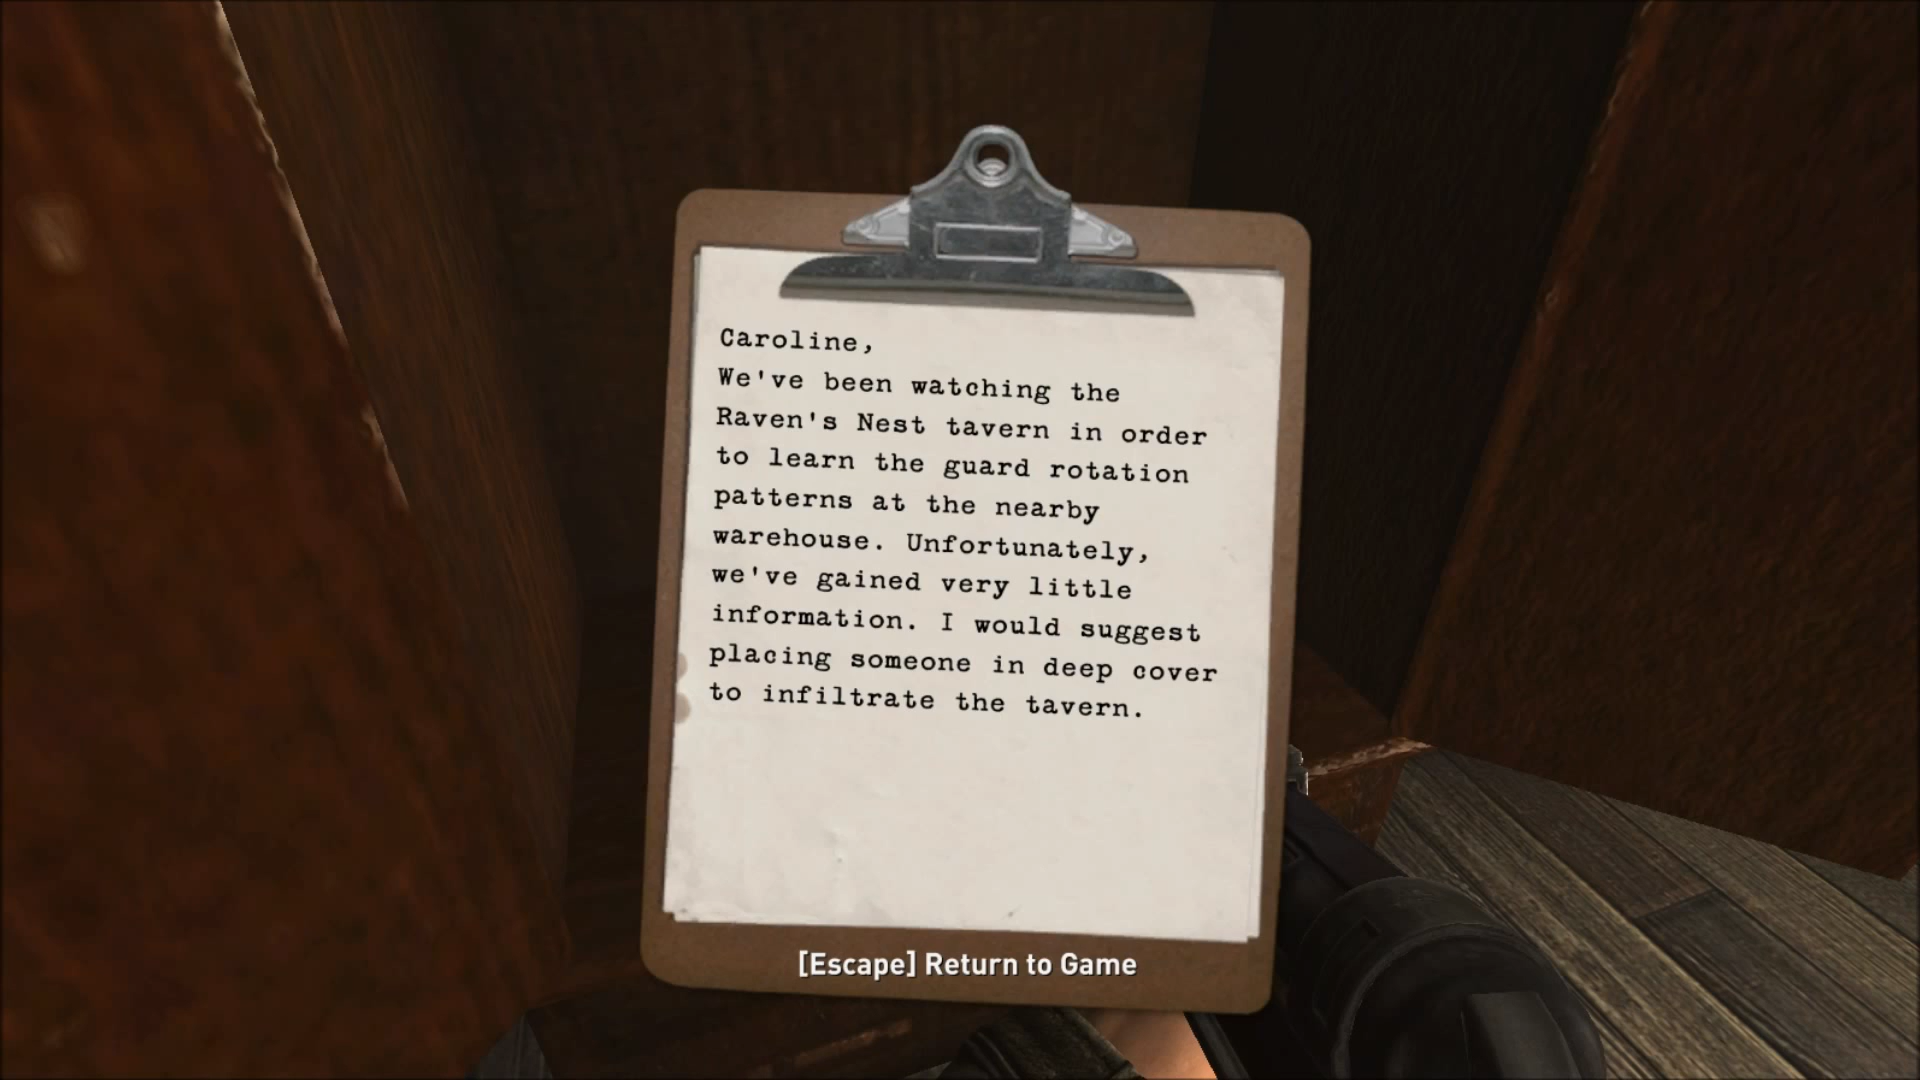 Caroline,
We've been watching the
Raven's Nest tavern in order
to learn the guard rotation
patterns at the nearby
warehouse. Unfortunately,
we've gained very little
information. I would suggest
placing someone in deep cover
to infiltrate the tavern.
[Escape] Return to Game